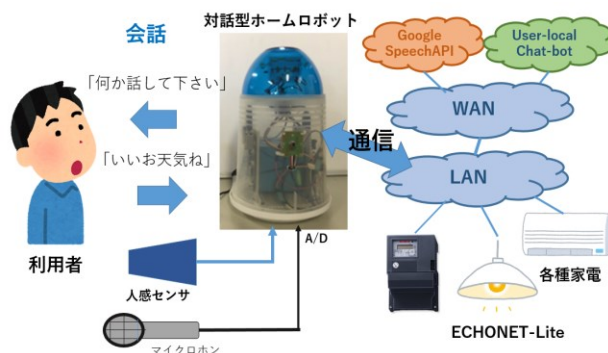 会話
対話型ホームロボット
「何か話して下さい」
「いいお天気ね」
利用者
人感センサ
マイクロホン
A/D
通信
Google
SpeechAPI
User-local
Chat-bot
WAN
LAN
各種家電
ECHONET-Lite